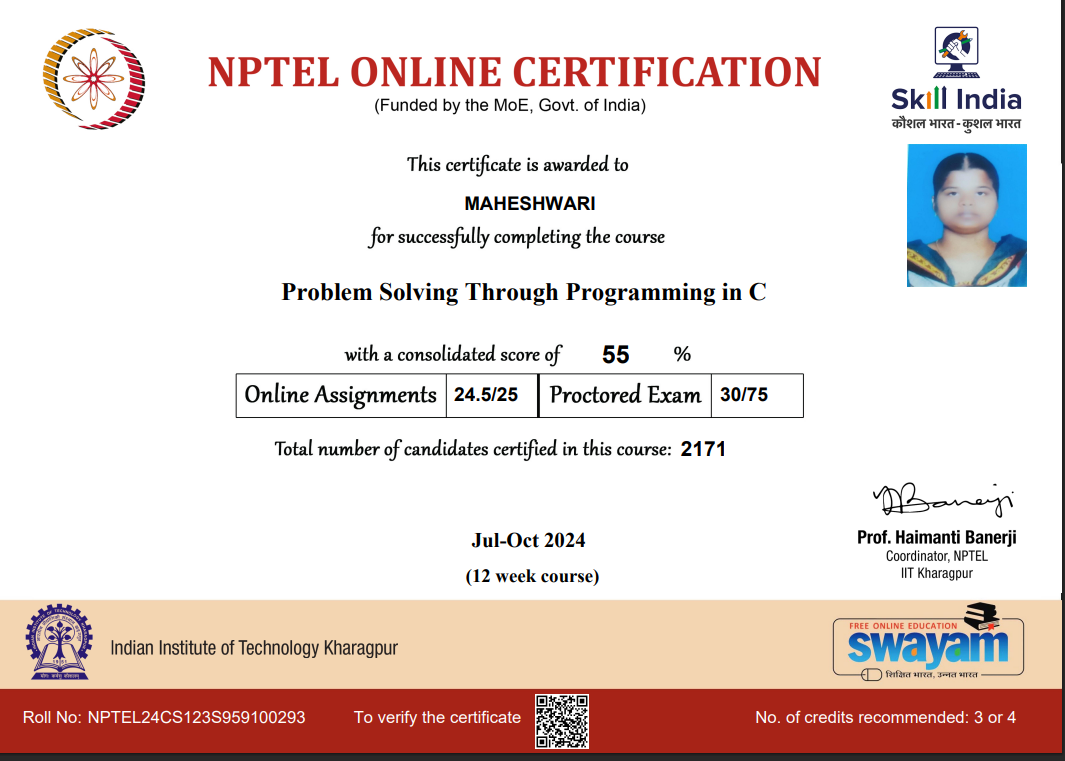 NPTEL ONLINE CERTIFICATION
(Funded by the MoE, Govt. of India)
Skill India
कौशल भारत - कुशल भारत
This certificate is awarded to
MAHESHWARI
for successfully completing the course
Problem Solving Through Programming in C
with a consolidated score of 55 %
Online Assignments 24.5/25 Proctored Exam 30/75
Total number of candidates certified in this course: 2171
Jul-Oct 2024
(12 week course)
Prof. Haimanti Banerji
Coordinator, NPTEL
IIT Kharagpur
Indian Institute of Technology Kharagpur
FREE ONLINE EDUCATION
swayam
शिक्षित भारत, उन्नत भारत
Roll No: NPTEL24CS123S959100293
To verify the certificate
No. of credits recommended: 3 or 4